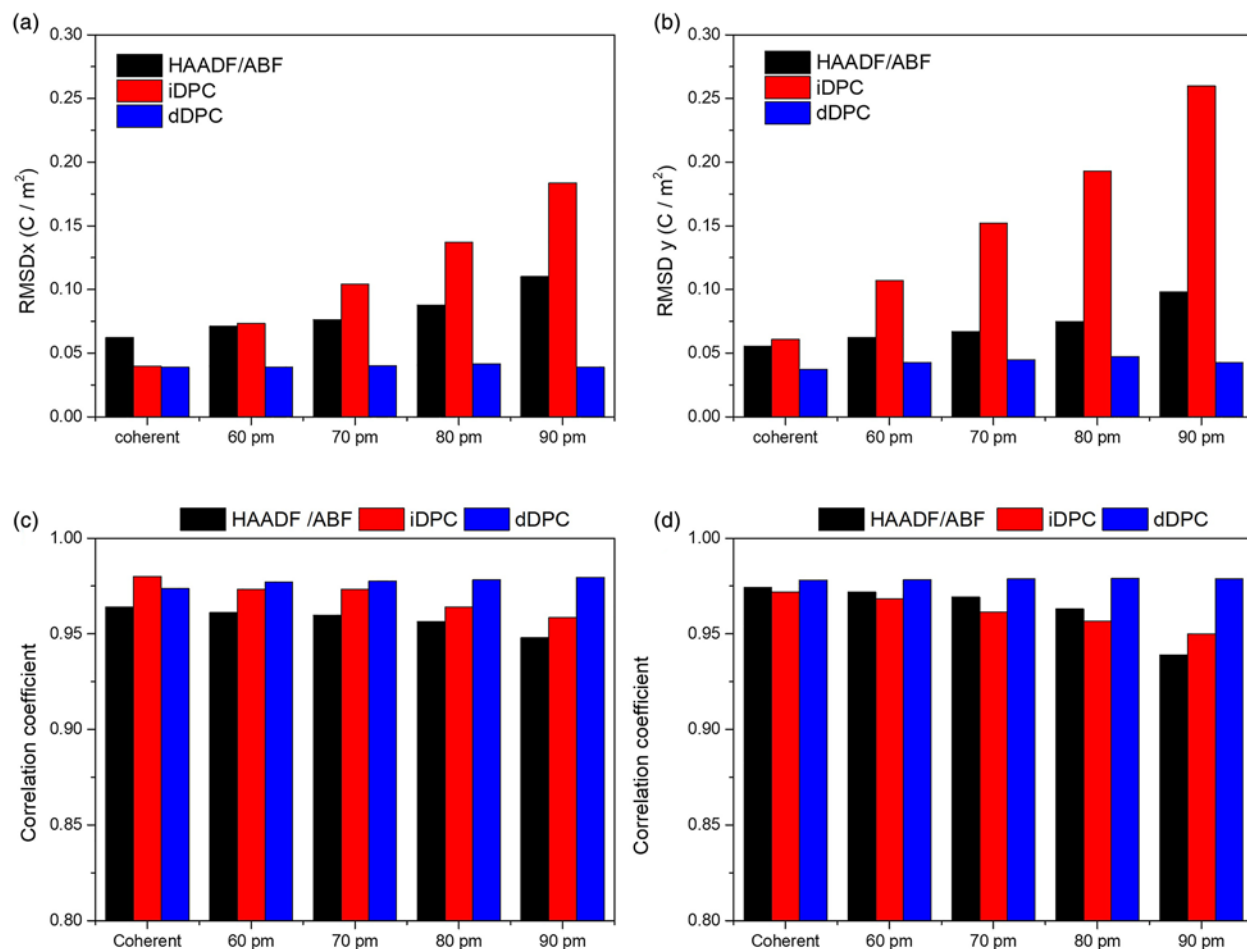 (a)
0.30
0.25
0.20
0.15
0.10
0.05
0.00
RMSDx (C / m²)
HAADF/ABF
iDPC
dDPC
coherent 60 pm 70 pm 80 pm 90 pm
(b)
0.30
0.25
0.20
0.15
0.10
0.05
0.00
RMSD y (C / m²)
HAADF/ABF
iDPC
dDPC
coherent 60 pm 70 pm 80 pm 90 pm
(c)
HAADF /ABF iDPC dDPC
1.00
0.95
0.90
0.85
0.80
Correlation coefficient
Coherent 60 pm 70 pm 80 pm 90 pm
(d)
HAADF/ABF iDPC dDPC
1.00
0.95
0.90
0.85
0.80
Correlation coefficient
Coherent 60 pm 70 pm 80 pm 90 pm